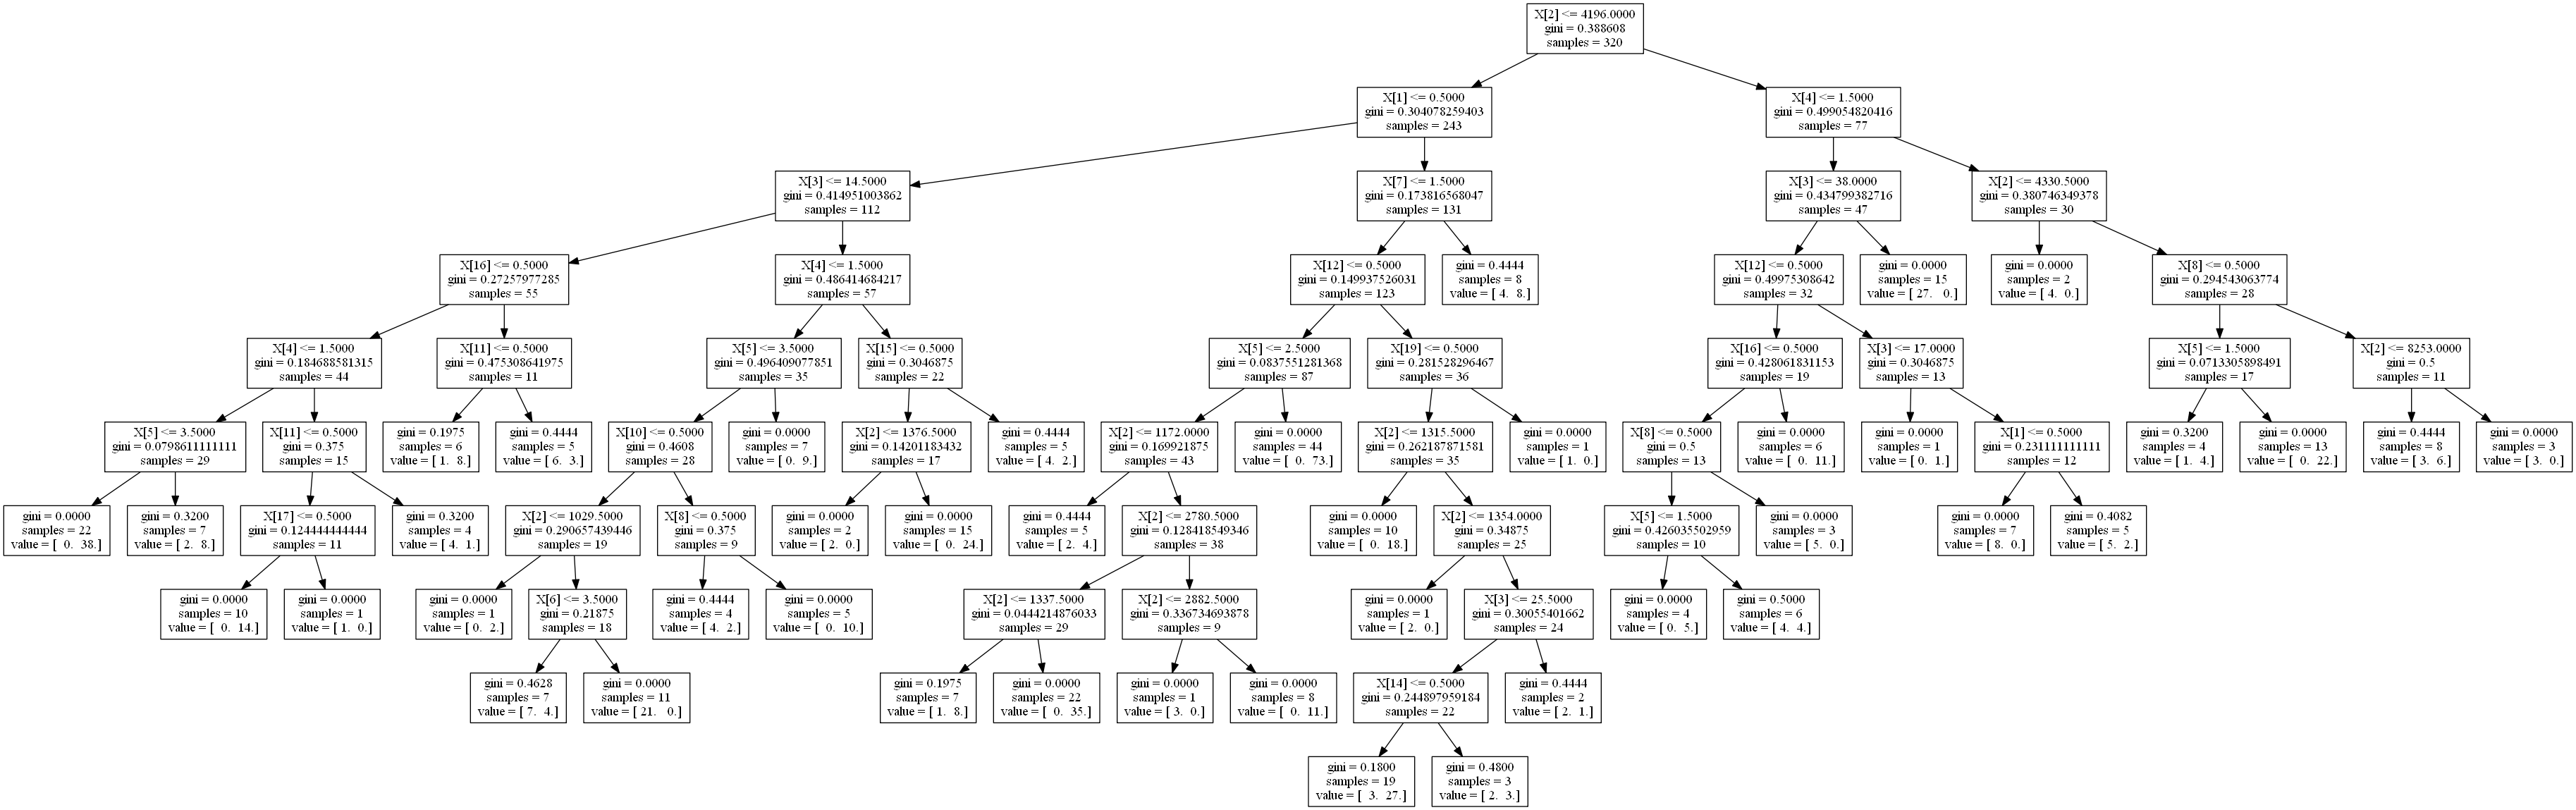 X[2] <= 4196.0000
gini = 0.388608
samples = 320
X[1] <= 0.5000
gini = 0.304078259403
samples = 243
X[4] <= 1.5000
gini = 0.499054820416
samples = 77
X[3] <= 14.5000
gini = 0.414951003862
samples = 112
X[7] <= 1.5000
gini = 0.173816568047
samples = 131
X[3] <= 38.0000
gini = 0.434799382716
samples = 47
X[2] <= 4330.5000
gini = 0.380746349378
samples = 30
X[16] <= 0.5000
gini = 0.27257977285
samples = 55
X[4] <= 1.5000
gini = 0.486414684217
samples = 57
X[12] <= 0.5000
gini = 0.149937526031
samples = 123
gini = 0.4444
samples = 8
value = [ 4. 8.]
X[12] <= 0.5000
gini = 0.49975308642
samples = 32
gini = 0.0000
samples = 15
value = [ 27. 0.]
gini = 0.0000
samples = 2
value = [ 4. 0.]
X[8] <= 0.5000
gini = 0.294543063774
samples = 28
X[4] <= 1.5000
gini = 0.184688581315
samples = 44
X[11] <= 0.5000
gini = 0.475308641975
samples = 11
X[5] <= 3.5000
gini = 0.496409077851
samples = 35
X[15] <= 0.5000
gini = 0.3046875
samples = 22
X[5] <= 2.5000
gini = 0.0837551281368
samples = 87
X[19] <= 0.5000
gini = 0.281528296467
samples = 36
X[16] <= 0.5000
gini = 0.428061831153
samples = 19
X[3] <= 17.0000
gini = 0.3046875
samples = 13
X[5] <= 1.5000
gini = 0.0713305898491
samples = 17
X[2] <= 8253.0000
gini = 0.5
samples = 11
X[5] <= 3.5000
gini = 0.0798611111111
samples = 29
X[11] <= 0.5000
gini = 0.375
samples = 15
gini = 0.1975
samples = 6
value = [ 1. 8.]
gini = 0.4444
samples = 5
value = [ 6. 3.]
X[10] <= 0.5000
gini = 0.4608
samples = 28
gini = 0.0000
samples = 7
value = [ 0. 9.]
X[2] <= 1376.5000
gini = 0.14201183432
samples = 17
gini = 0.4444
samples = 5
value = [ 4. 2.]
X[2] <= 1172.0000
gini = 0.169921875
samples = 43
gini = 0.0000
samples = 44
value = [ 0. 73.]
X[2] <= 1315.5000
gini = 0.262187871581
samples = 35
gini = 0.0000
samples = 1
value = [ 1. 0.]
X[8] <= 0.5000
gini = 0.5
samples = 13
gini = 0.0000
samples = 6
value = [ 0. 11.]
gini = 0.0000
samples = 1
value = [ 0. 1.]
X[1] <= 0.5000
gini = 0.231111111111
samples = 12
gini = 0.3200
samples = 4
value = [ 1. 4.]
gini = 0.0000
samples = 13
value = [ 0. 22.]
gini = 0.4444
samples = 8
value = [ 3. 6.]
gini = 0.0000
samples = 3
value = [ 3. 0.]
gini = 0.0000
samples = 22
value = [ 0. 38.]
gini = 0.3200
samples = 7
value = [ 2. 8.]
X[17] <= 0.5000
gini = 0.124444444444
samples = 11
gini = 0.3200
samples = 4
value = [ 4. 1.]
X[2] <= 1029.5000
gini = 0.290657439446
samples = 19
X[8] <= 0.5000
gini = 0.375
samples = 9
gini = 0.0000
samples = 2
value = [ 2. 0.]
gini = 0.0000
samples = 15
value = [ 0. 24.]
gini = 0.4444
samples = 5
value = [ 2. 4.]
X[2] <= 2780.5000
gini = 0.128418549346
samples = 38
gini = 0.0000
samples = 10
value = [ 0. 18.]
X[2] <= 1354.0000
gini = 0.34875
samples = 25
X[5] <= 1.5000
gini = 0.426035502959
samples = 10
gini = 0.0000
samples = 3
value = [ 5. 0.]
gini = 0.0000
samples = 7
value = [ 8. 0.]
gini = 0.4082
samples = 5
value = [ 5. 2.]
gini = 0.0000
samples = 10
value = [ 0. 14.]
gini = 0.0000
samples = 1
value = [ 1. 0.]
gini = 0.0000
samples = 1
value = [ 0. 2.]
X[6] <= 3.5000
gini = 0.21875
samples = 18
gini = 0.4444
samples = 4
value = [ 4. 2.]
gini = 0.0000
samples = 5
value = [ 0. 10.]
X[2] <= 1337.5000
gini = 0.0444214876033
samples = 29
X[2] <= 2882.5000
gini = 0.336734693878
samples = 9
gini = 0.0000
samples = 1
value = [ 2. 0.]
X[3] <= 25.5000
gini = 0.30055401662
samples = 24
gini = 0.0000
samples = 4
value = [ 0. 5.]
gini = 0.5000
samples = 6
value = [ 4. 4.]
gini = 0.4628
samples = 7
value = [ 7. 4.]
gini = 0.0000
samples = 11
value = [ 21. 0.]
gini = 0.1975
samples = 7
value = [ 1. 8.]
gini = 0.0000
samples = 22
value = [ 0. 35.]
gini = 0.0000
samples = 1
value = [ 3. 0.]
gini = 0.0000
samples = 8
value = [ 0. 11.]
X[14] <= 0.5000
gini = 0.244897959184
samples = 22
gini = 0.4444
samples = 2
value = [ 2. 1.]
gini = 0.1800
samples = 19
value = [ 3. 27.]
gini = 0.4800
samples = 3
value = [ 2. 3.]